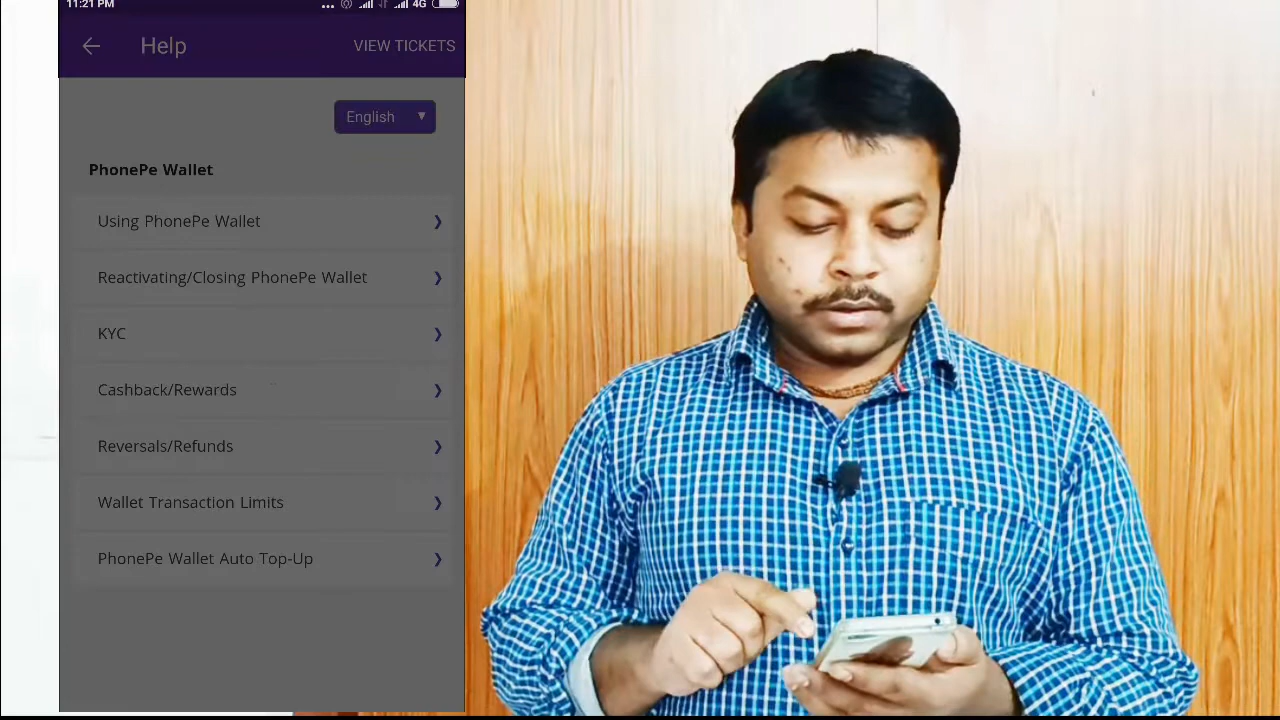 11:21 PM ... 4G
Help VIEW TICKETS
English
PhonePe Wallet
Using PhonePe Wallet
Reactivating/Closing PhonePe Wallet
KYC
Cashback/Rewards
Reversals/Refunds
Wallet Transaction Limits
PhonePe Wallet Auto Top-Up